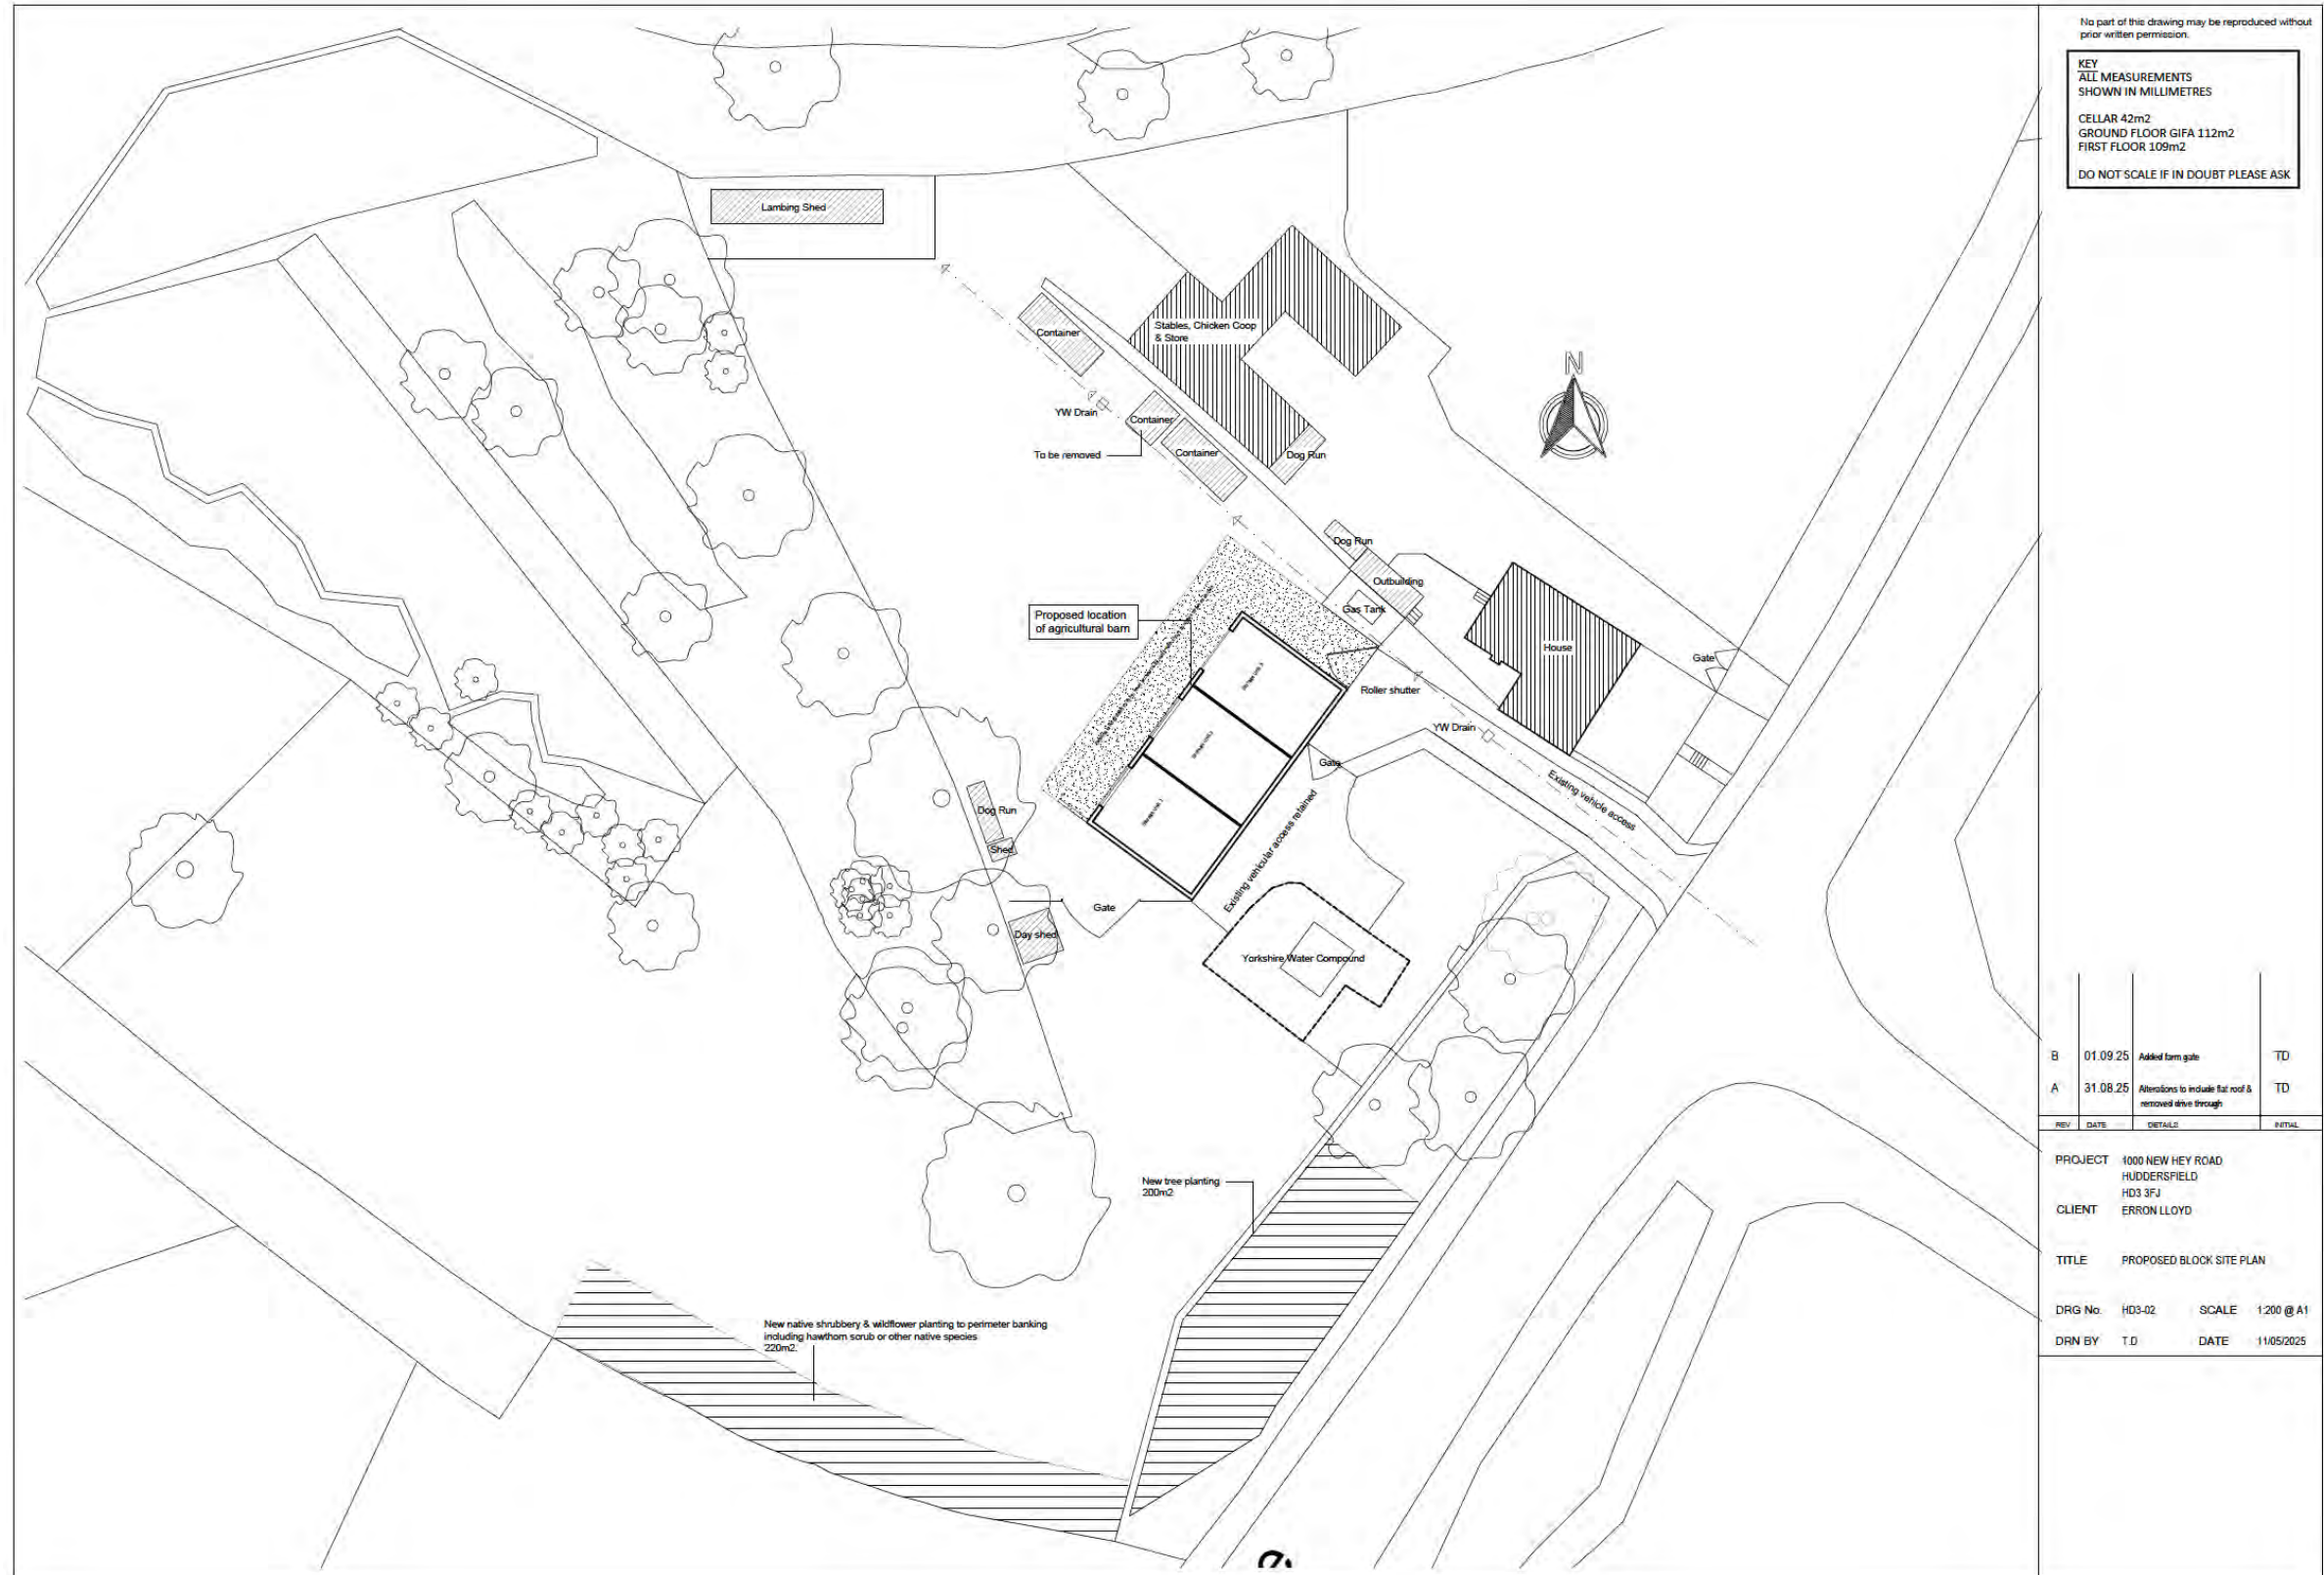 No part of this drawing may be reproduced without
prior written permission.
KEY
ALL MEASUREMENTS
SHOWN IN MILLIMETRES
CELLAR 42m2
GROUND FLOOR GIFA 112m2
FIRST FLOOR 109m2
DO NOT SCALE IF IN DOUBT PLEASE ASK
Lambing Shed
Container
Stables, Chicken Coop
& Store
N
YW Drain
Container
To be removed
Container
Dog Run
Dog Run
Outbuilding
Gas Tank
Proposed location
of agricultural barn
House
Gate
Roller shutter
YW Drain
Gate
Existing vehicle access
Existing vehicular access retained
Dog Run
Shed
Gate
Day shed
Yorkshire Water Compound
New tree planting
200m2
New native shrubbery & wildflower planting to perimeter banking
including hawthorn scrub or other native species
220m2.
B 01.09.25 Added farm gate TD
A 31.08.25 Alterations to include flat roof & TD
removed drive through
REV DATE DETAILS INITIAL
PROJECT 1000 NEW HEY ROAD
HUDDERSFIELD
HD3 3FJ
CLIENT ERRON LLOYD
TITLE PROPOSED BLOCK SITE PLAN
DRG No. HD3-02 SCALE 1:200 @ A1
DRN BY T.D DATE 11/05/2025